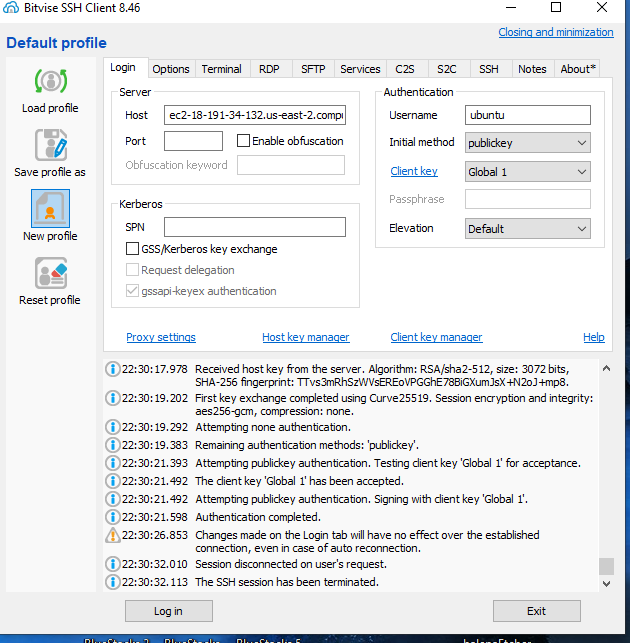 Bitvise SSH Client 8.46
Closing and minimization
Default profile
Load profile
Save profile as
New profile
Reset profile
Login Options Terminal RDP SFTP Services C2S S2C SSH Notes About*
Server
Host ec2-18-191-34-132.us-east-2.compu
Port Enable obfuscation
Obfuscation keyword
Kerberos
SPN
GSS/Kerberos key exchange
Request delegation
gssapi-keyex authentication
Authentication
Username ubuntu
Initial method publickey
Client key Global 1
Passphrase
Elevation Default
Proxy settings Host key manager Client key manager Help
22:30:17.978 Received host key from the server. Algorithm: RSA/sha2-512, size: 3072 bits,
SHA-256 fingerprint: TTvs3mRhSzWVsEREoVPGGhE78BiGXumJsX+N2oJ+mp8.
22:30:19.202 First key exchange completed using Curve25519. Session encryption and integrity:
aes256-gcm, compression: none.
22:30:19.292 Attempting none authentication.
22:30:19.383 Remaining authentication methods: 'publickey'.
22:30:21.393 Attempting publickey authentication. Testing client key 'Global 1' for acceptance.
22:30:21.492 The client key 'Global 1' has been accepted.
22:30:21.492 Attempting publickey authentication. Signing with client key 'Global 1'.
22:30:21.598 Authentication completed.
22:30:26.853 Changes made on the Login tab will have no effect over the established
connection, even in case of auto reconnection.
22:30:32.010 Session disconnected on user's request.
22:30:32.113 The SSH session has been terminated.
Log in Exit